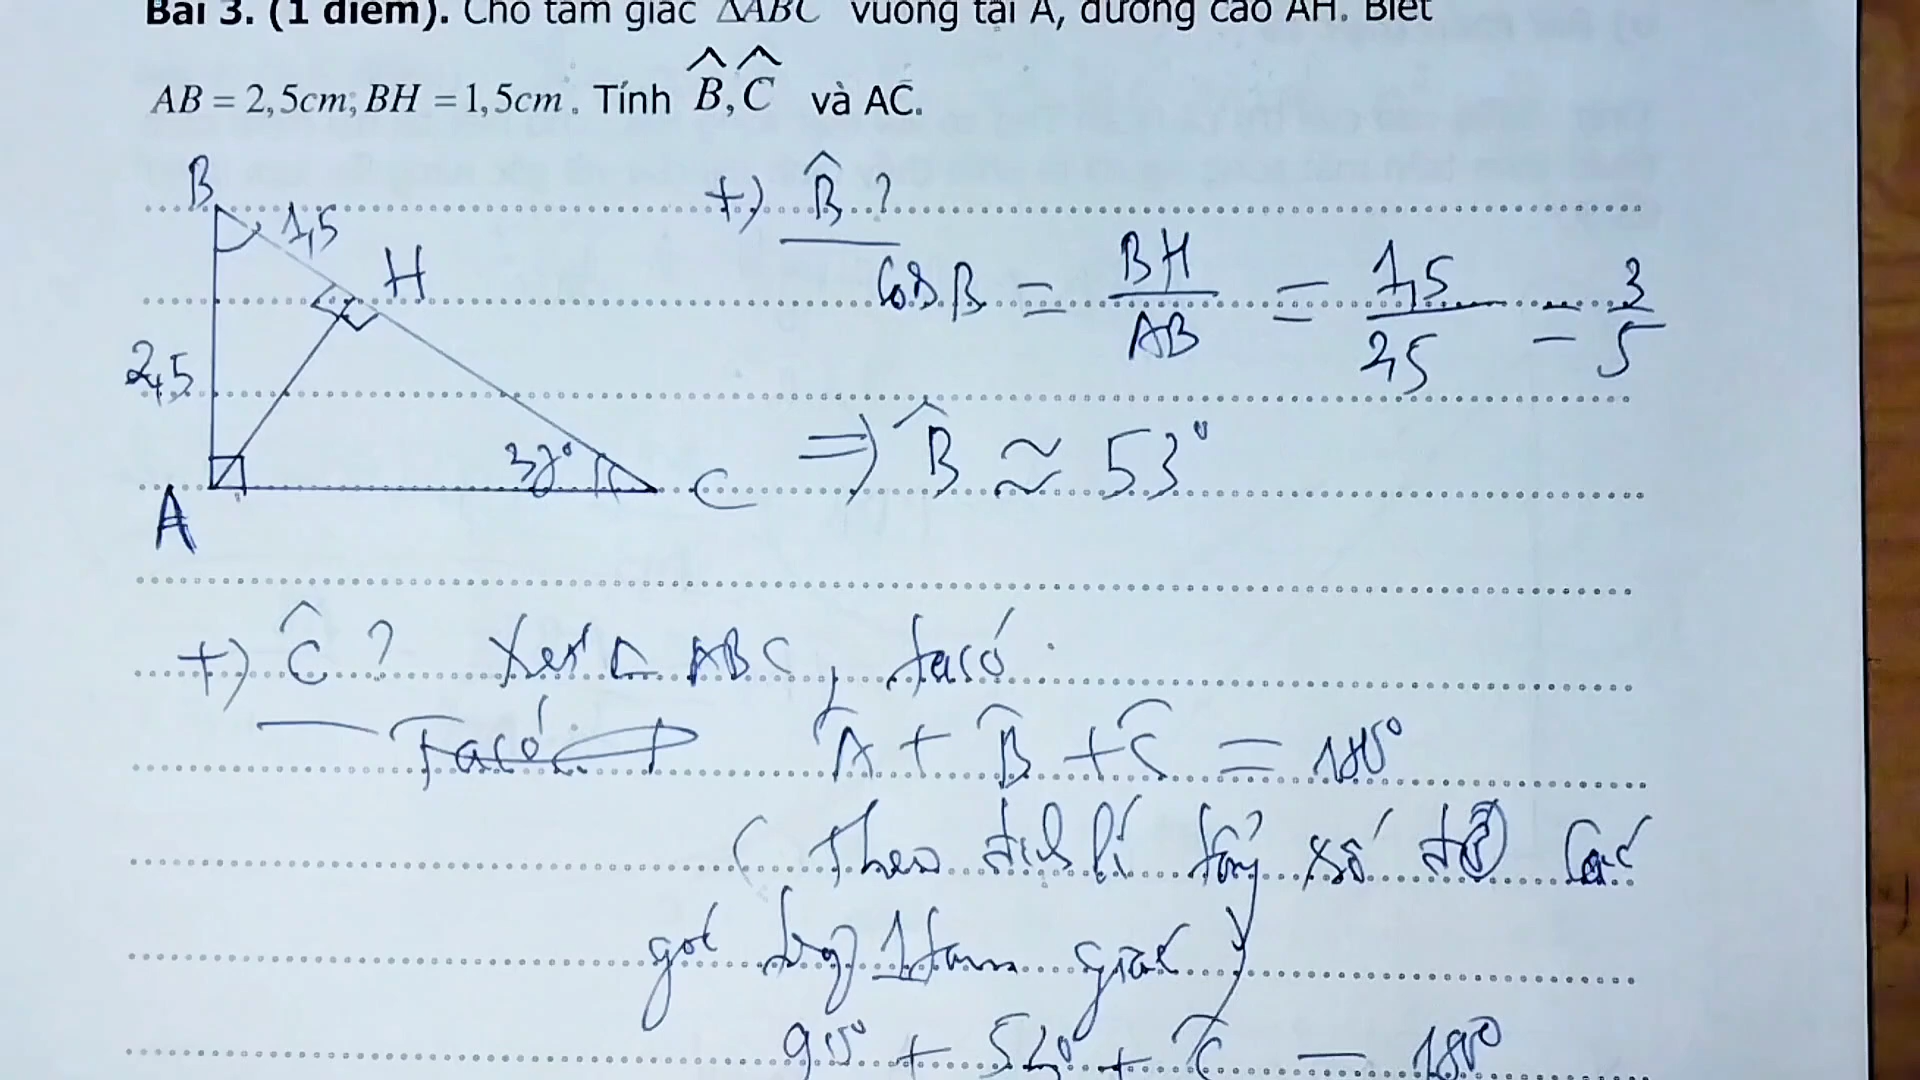 Bài 3. (1 điểm). Cho tam giác ΔABC vuông tại A, đường cao AH. Biết
AB = 2,5cm; BH = 1,5cm. Tính B̂, Ĉ và AC.
B 1,5
H
2,5
37°
C
A
+) B̂ ?
CosB = BH/AB = 1,5/2,5 = 3/5
=> B̂ ≈ 53°
+) Ĉ ? Xét Δ ABC, ta có
Ta có
Â + B̂ + Ĉ = 180°
( Theo định lí tổng số đo các
góc trg 1 tam giác )
90° + + Ĉ = 180°